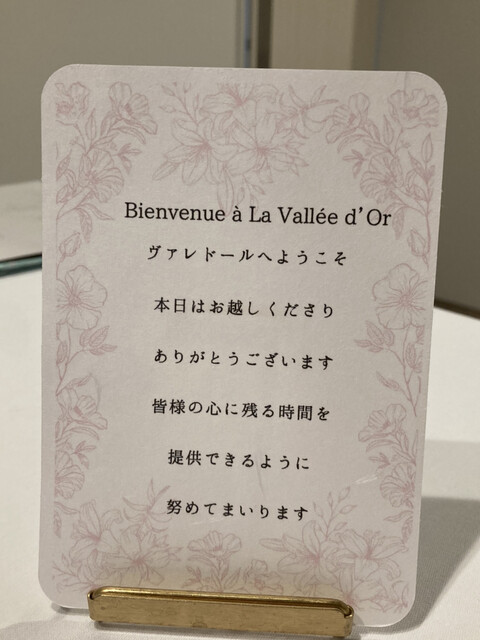 Bienvenue à La Vallée d'Or
ヴァレドールへようこそ
本日はお越しくださり
ありがとうございます
皆様の心に残る時間を
提供できるように
努めてまいります